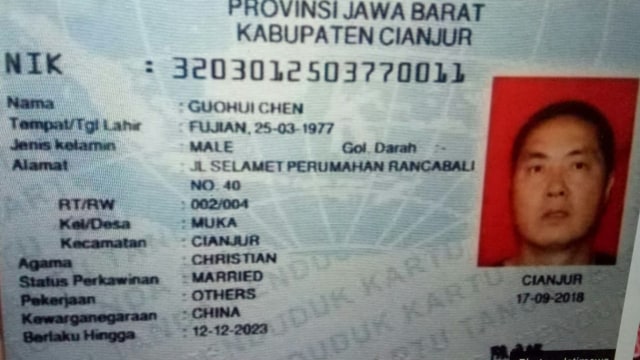 PROVINSI JAWA BARAT
KABUPATEN CIANJUR
NIK : 3203012503770011
Nama : GUOHUI CHEN
Tempat/Tgl Lahir : FUJIAN, 25-03-1977
Jenis kelamin : MALE Gol. Darah :-
Alamat : JL SELAMET PERUMAHAN RANCABALI
NO. 40
RT/RW : 002/004
Kel/Desa : MUKA
Kecamatan : CIANJUR
Agama : CHRISTIAN
Status Perkawinan : MARRIED
Pekerjaan : OTHERS
Kewarganegaraan : CHINA
Berlaku Hingga : 12-12-2023
CIANJUR
17-09-2018